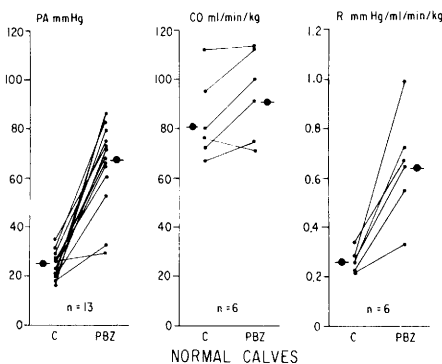 PA mmHg
120
100
80
60
40
20
0
n = 13
C PBZ
CO ml/min/kg
120
100
80
60
40
20
0
n = 6
C PBZ
R mmHg/ml/min/kg
1.2
1.0
0.8
0.6
0.4
0.2
0
n = 6
C PBZ
NORMAL CALVES